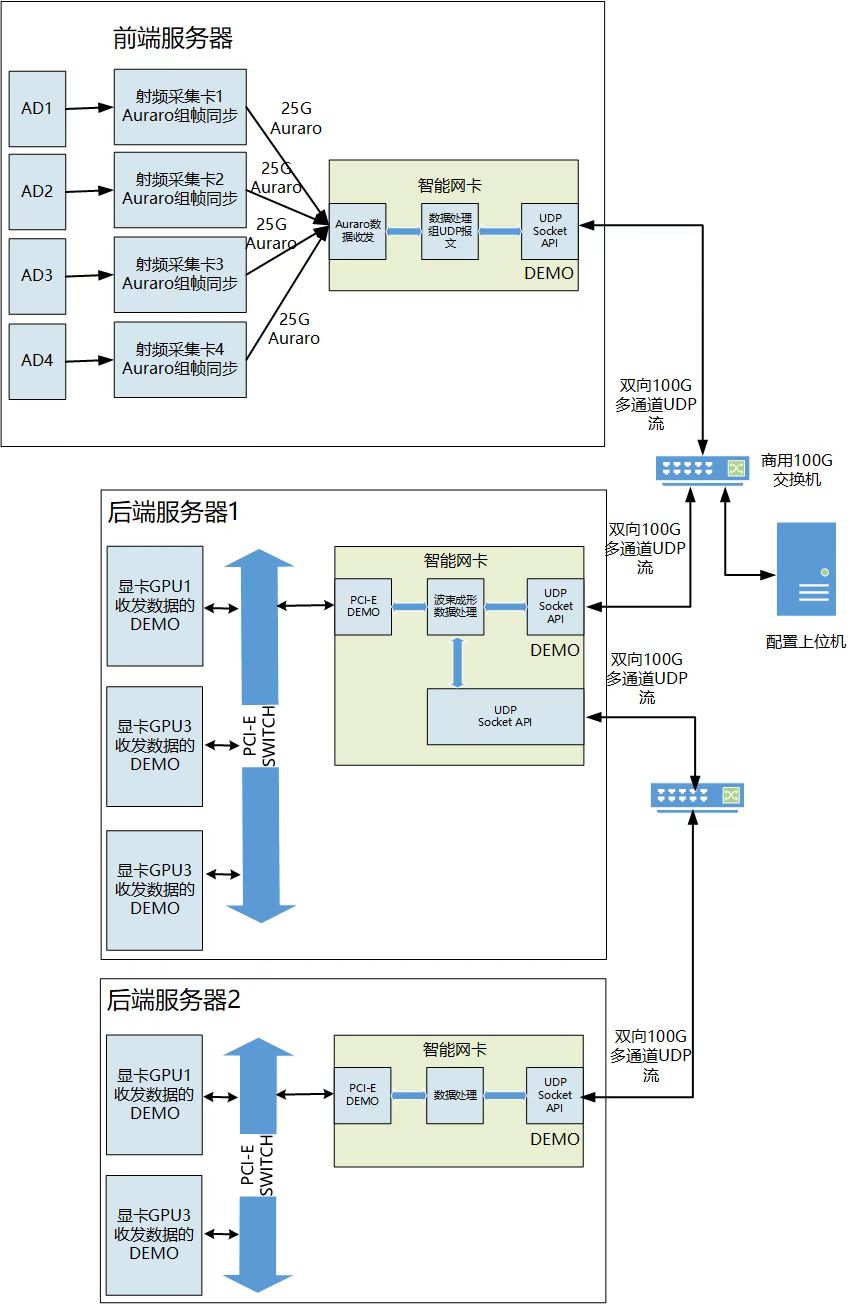 前端服务器
AD1
射频采集卡1
Auraro组帧同步
25G
Auraro
AD2
射频采集卡2
Auraro组帧同步
25G
Auraro
AD3
射频采集卡3
Auraro组帧同步
25G
Auraro
AD4
射频采集卡4
Auraro组帧同步
25G
Auraro
智能网卡
Auraro数
据收发
数据处理
组UDP报
文
UDP
Socket
API
DEMO
双向100G
多通道UDP
流
商用100G
交换机
配置上位机
后端服务器1
显卡GPU1
收发数据的
DEMO
显卡GPU3
收发数据的
DEMO
显卡GPU3
收发数据的
DEMO
PCI-E
SWITCH
智能网卡
PCI-E
DEMO
波束成形
数据处理
UDP
Socket
API
DEMO
UDP
Socket API
双向100G
多通道UDP
流
双向100G
多通道UDP
流
后端服务器2
显卡GPU1
收发数据的
DEMO
显卡GPU3
收发数据的
DEMO
PCI-E
SWITCH
智能网卡
PCI-E
DEMO
数据处理
UDP
Socket
API
DEMO
双向100G
多通道UDP
流